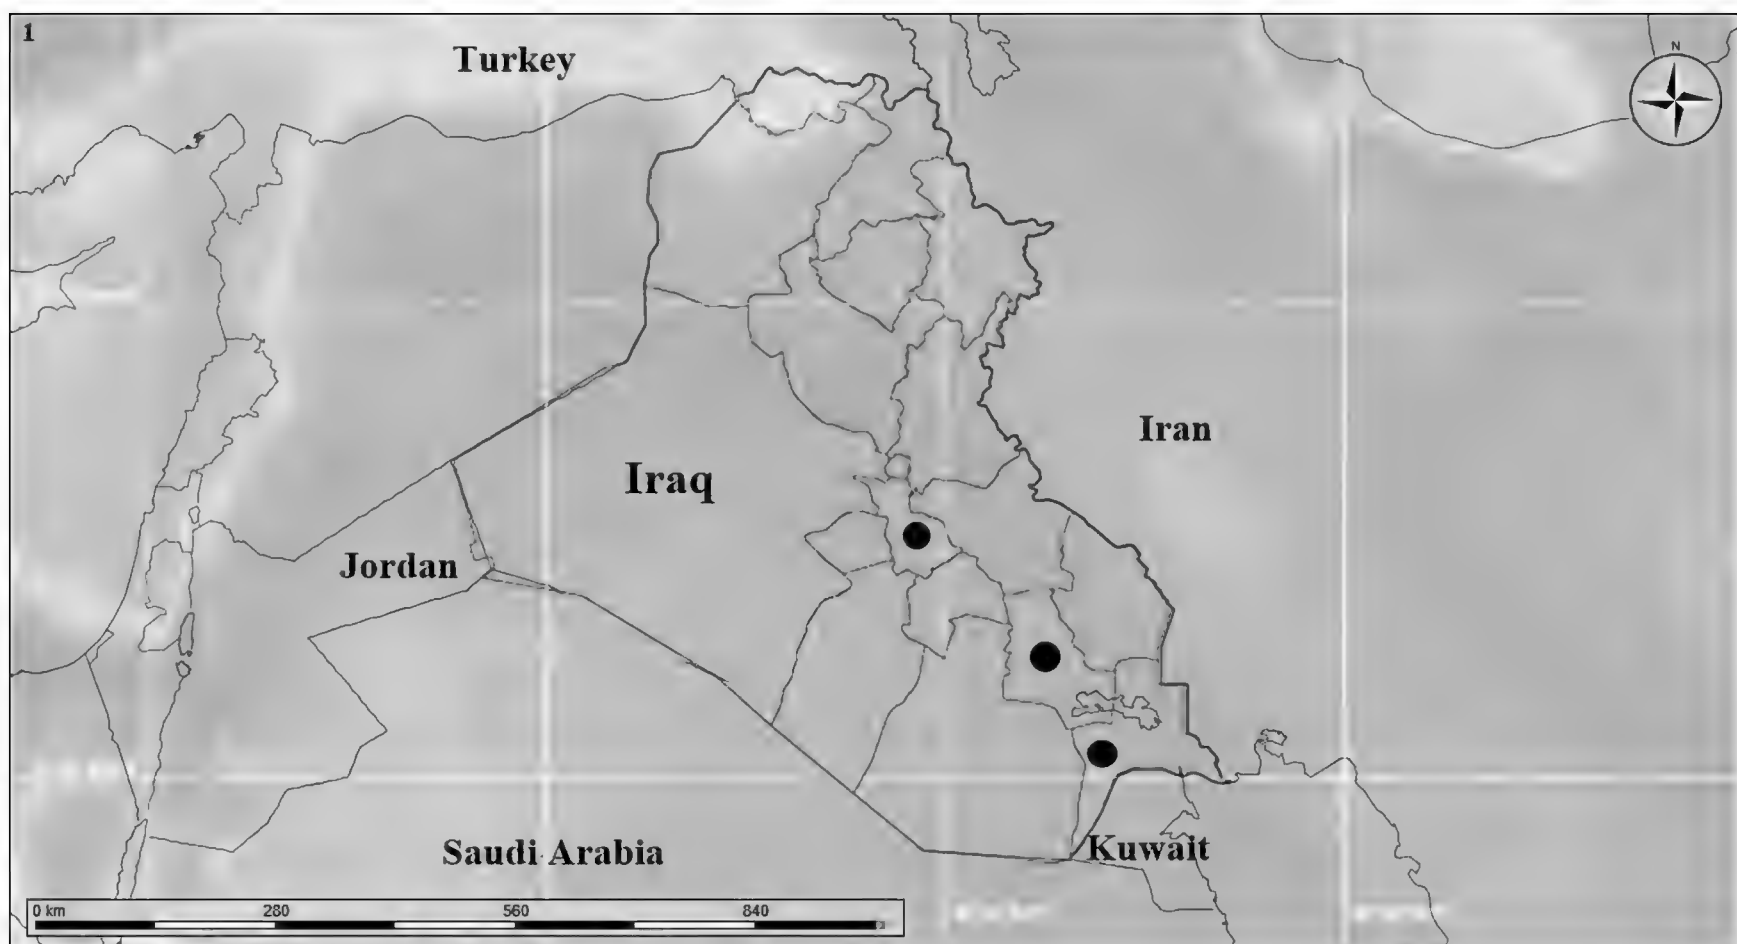 1
Turkey
N
Iran
Iraq
Jordan
Saudi Arabia
Kuwait
0 km 280 560 840